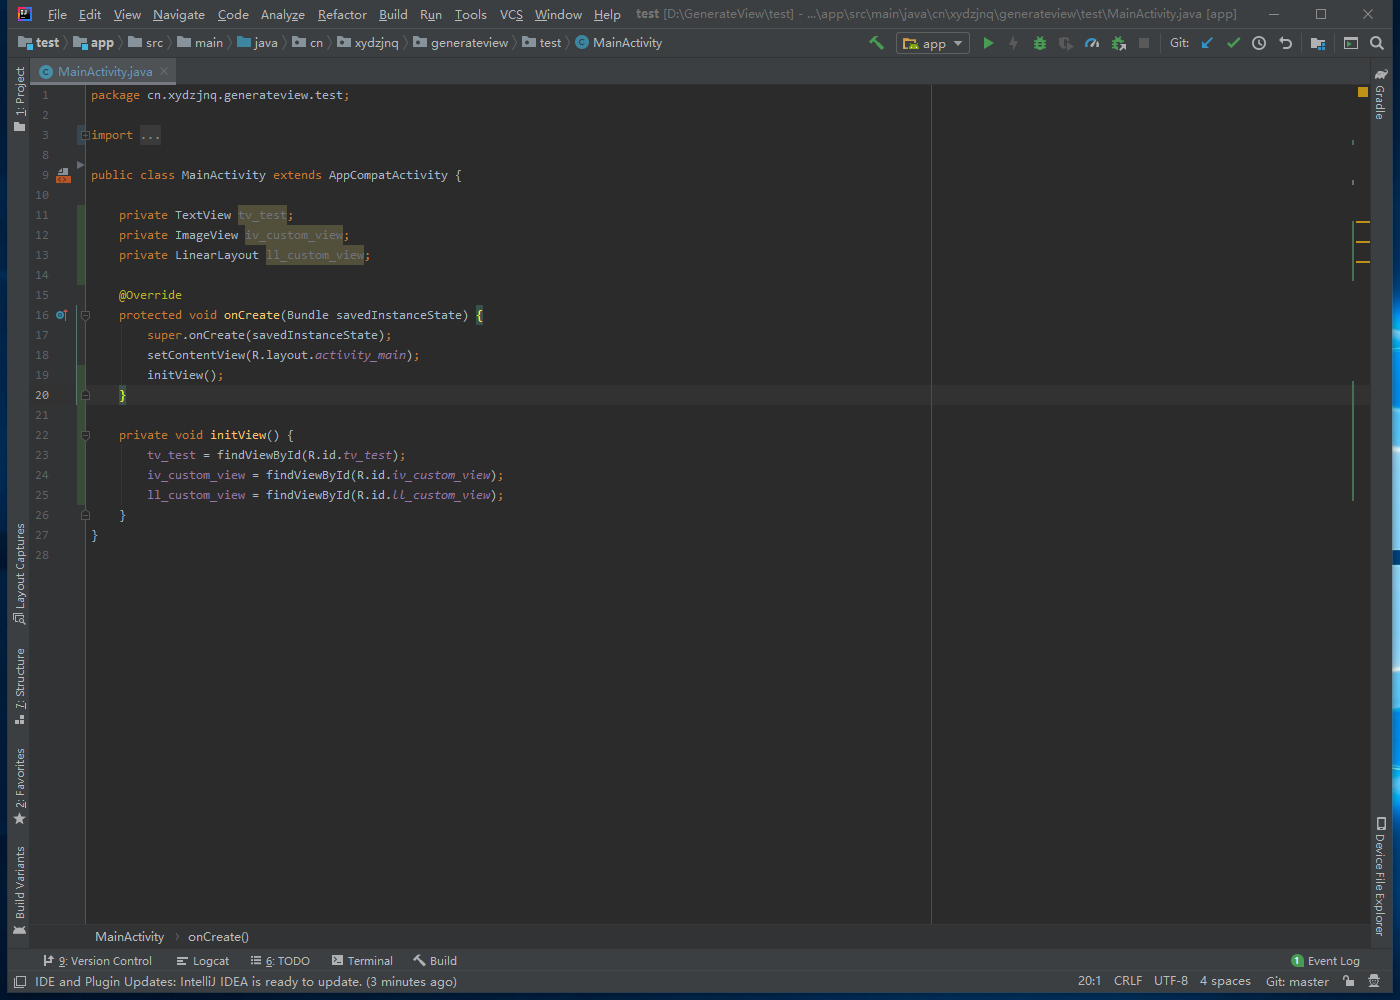 File Edit View Navigate Code Analyze Refactor Build Run Tools VCS Window Help test [D:\GenerateView\test] - ...\app\src\main\java\cn\xydzjnq\generateview\test\MainActivity.java [app]
test app src main java cn xydzjnq generateview test MainActivity app Git:
MainActivity.java
1: Project
Layout Captures
7: Structure
2: Favorites
Build Variants
1 package cn.xydzjnq.generateview.test;
2
3 import ...
8
9 public class MainActivity extends AppCompatActivity {
10
11 private TextView tv_test;
12 private ImageView iv_custom_view;
13 private LinearLayout ll_custom_view;
14
15 @Override
16 protected void onCreate(Bundle savedInstanceState) {
17 super.onCreate(savedInstanceState);
18 setContentView(R.layout.activity_main);
19 initView();
20 }
21
22 private void initView() {
23 tv_test = findViewById(R.id.tv_test);
24 iv_custom_view = findViewById(R.id.iv_custom_view);
25 ll_custom_view = findViewById(R.id.ll_custom_view);
26 }
27 }
28
Gradle
Device File Explorer
MainActivity onCreate()
9: Version Control Logcat 6: TODO Terminal Build 1 Event Log
IDE and Plugin Updates: IntelliJ IDEA is ready to update. (3 minutes ago) 20:1 CRLF UTF-8 4 spaces Git: master